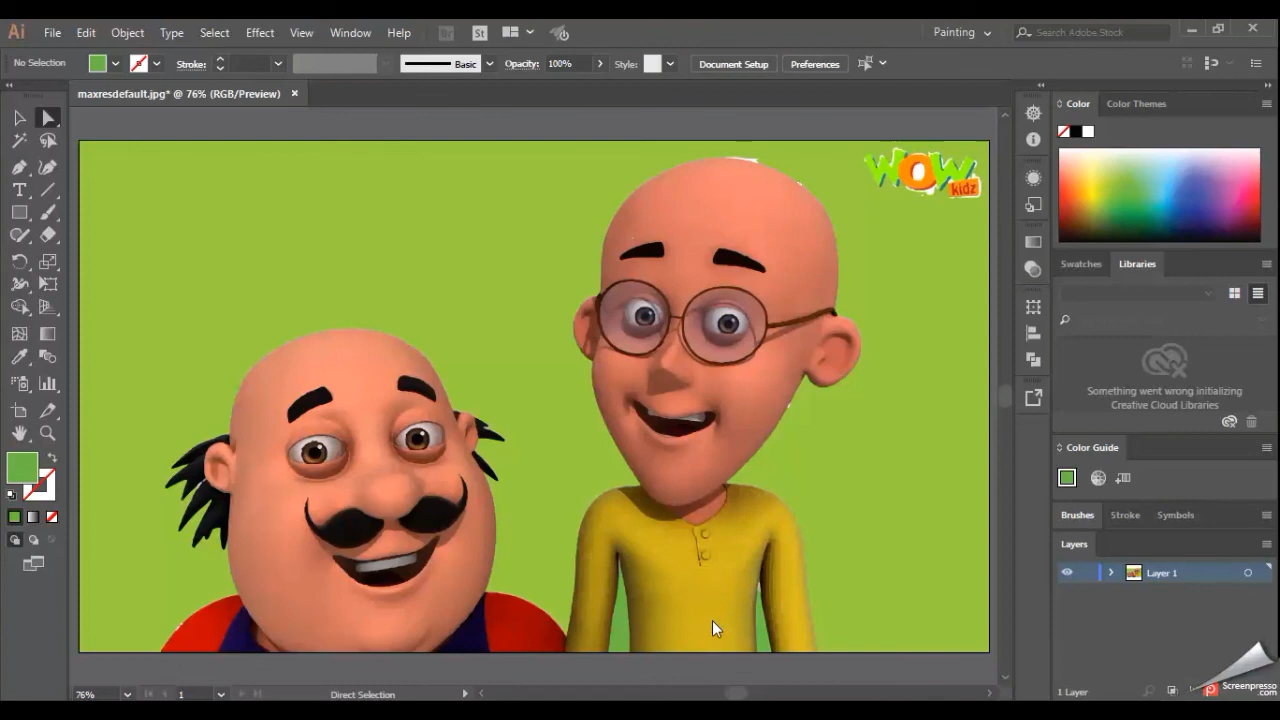 Ai File Edit Object Type Select Effect View Window Help Br St Painting Search Adobe Stock
No Selection Stroke: Basic Opacity: 100% Style: Document Setup Preferences
maxresdefault.jpg* @ 76% (RGB/Preview)
Color Color Themes
WOW
kidz
Swatches Libraries
Something went wrong initializing
Creative Cloud Libraries
Color Guide
Brushes Stroke Symbols
Layers
Layer 1
76% 1 Direct Selection 1 Layer
Screenpresso
.com